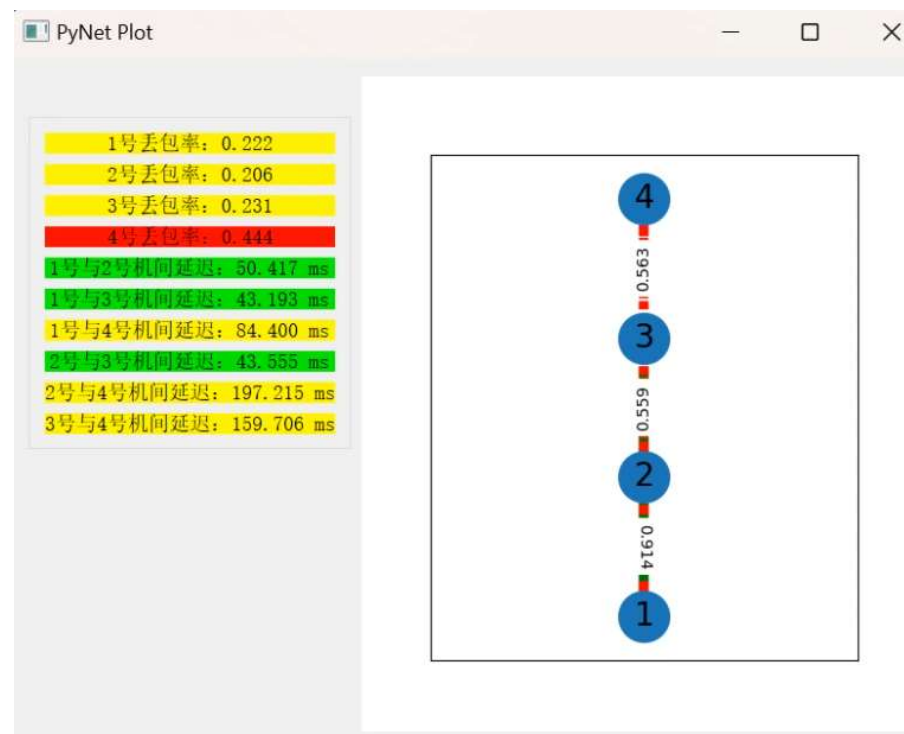 PyNet Plot
1号丢包率：0.222
2号丢包率：0.206
3号丢包率：0.231
4号丢包率：0.444
1号与2号机间延迟：50.417 ms
1号与3号机间延迟：43.193 ms
1号与4号机间延迟：84.400 ms
2号与3号机间延迟：43.555 ms
2号与4号机间延迟：197.215 ms
3号与4号机间延迟：159.706 ms
4
0.593
3
0.559
2
0.914
1